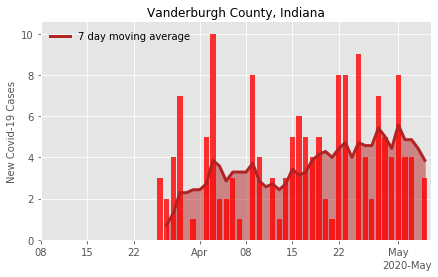 Vanderburgh County, Indiana
7 day moving average
New Covid-19 Cases
10
8
6
4
2
0
08 15 22 Apr 08 15 22 May
2020-May